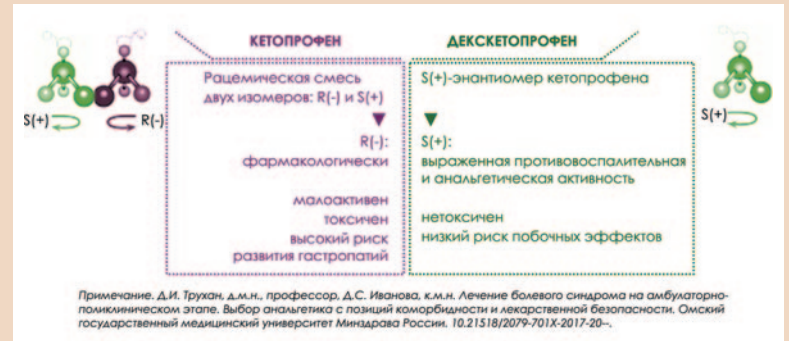 КЕТОПРОФЕН
Рацемическая смесь
двух изомеров: R(-) и S(+)
R(-):
фармакологически
малоактивен
токсичен
высокий риск
развития гастропатий
S(+)
R(-)
ДЕКСКЕТОПРОФЕН
S(+)-энантиомер кетопрофена
S(+):
выраженная противовоспалительная
и анальгетическая активность
нетоксичен
низкий риск побочных эффектов
S(+)
Примечание. Д.И. Трухан, д.м.н., профессор, Д.С. Иванова, к.м.н. Лечение болевого синдрома на амбулаторно-
поликлиническом этапе. Выбор анальгетика с позиций коморбидности и лекарственной безопасности. Омский
государственный медицинский университет Минздрава России. 10.21518/2079-701X-2017-20--.